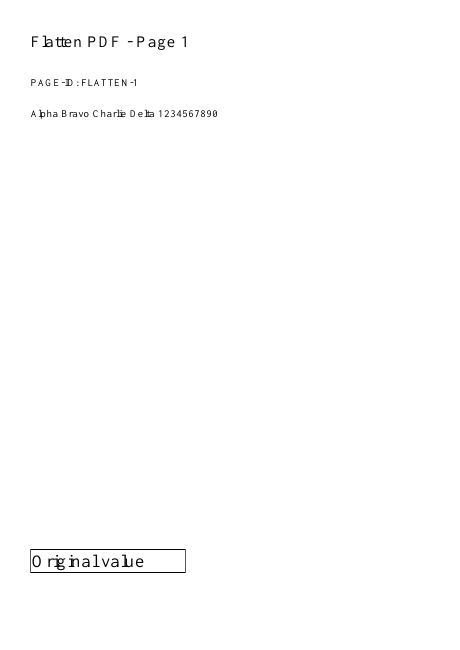 Flatten PDF - Page 1
PAGE-ID: FLATTEN-1
Alpha Bravo Charlie Delta 1234567890
Original value